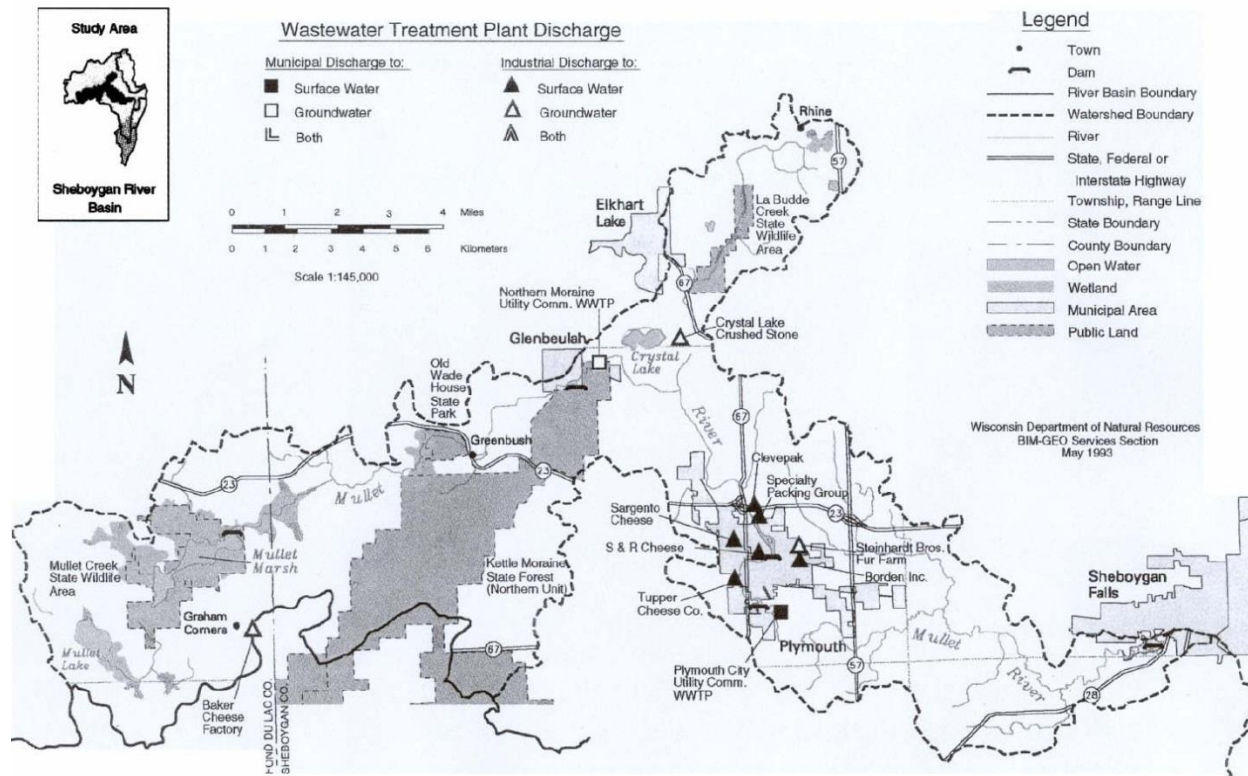 Study Area
Sheboygan River
Basin
Wastewater Treatment Plant Discharge
Municipal Discharge to:
Surface Water
Groundwater
Both
Industrial Discharge to:
Surface Water
Groundwater
Both
0 1 2 3 4 Miles
0 1 2 3 4 5 6 Kilometers
Scale 1:145,000
N
Legend
Town
Dam
River Basin Boundary
Watershed Boundary
River
State, Federal or
Interstate Highway
Township, Range Line
State Boundary
County Boundary
Open Water
Wetland
Municipal Area
Public Land
Wisconsin Department of Natural Resources
BIM-GEO Services Section
May 1993
Rhine
57
Elkhart
Lake
La Budde
Creek
State
Wildlife
Area
67
Northern Moraine
Utility Comm. WWTP
Crystal Lake
Crushed Stone
Glenbeulah
Crystal
Lake
Old
Wade
House
State
Park
Greenbush
23
23
Mullet
River
67
Clevepak
Specialty
Packing Group
23
Sargento
Cheese
S & R Cheese
Steinhardt Bros.
Fur Farm
Borden Inc.
Tupper
Cheese Co.
Plymouth
Plymouth City
Utility Comm.
WWTP
57
Mullet
River
28
Sheboygan
Falls
Mullet Creek
State Wildlife
Area
Mullet
Marsh
Kettle Moraine
State Forest
(Northern Unit)
Graham
Corners
Mullet
Lake
67
Baker
Cheese
Factory
FOND DU LAC CO.
SHEBOYGAN CO.